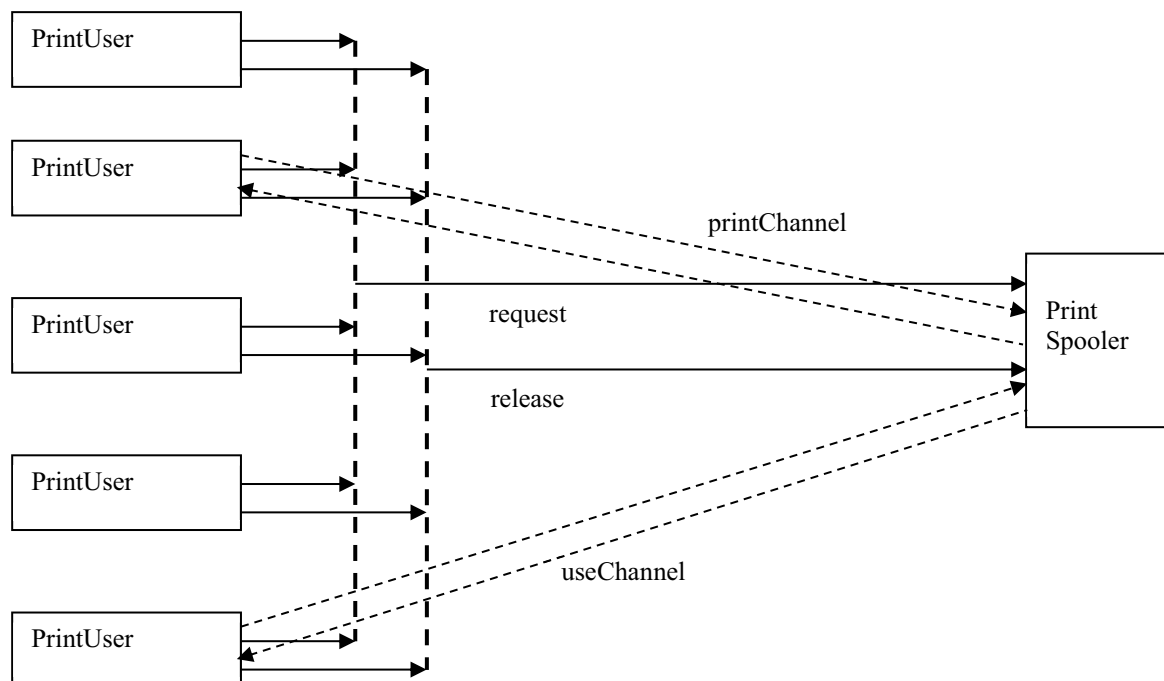 PrintUser
PrintUser
printChannel
PrintUser
request
Print
Spooler
release
PrintUser
useChannel
PrintUser